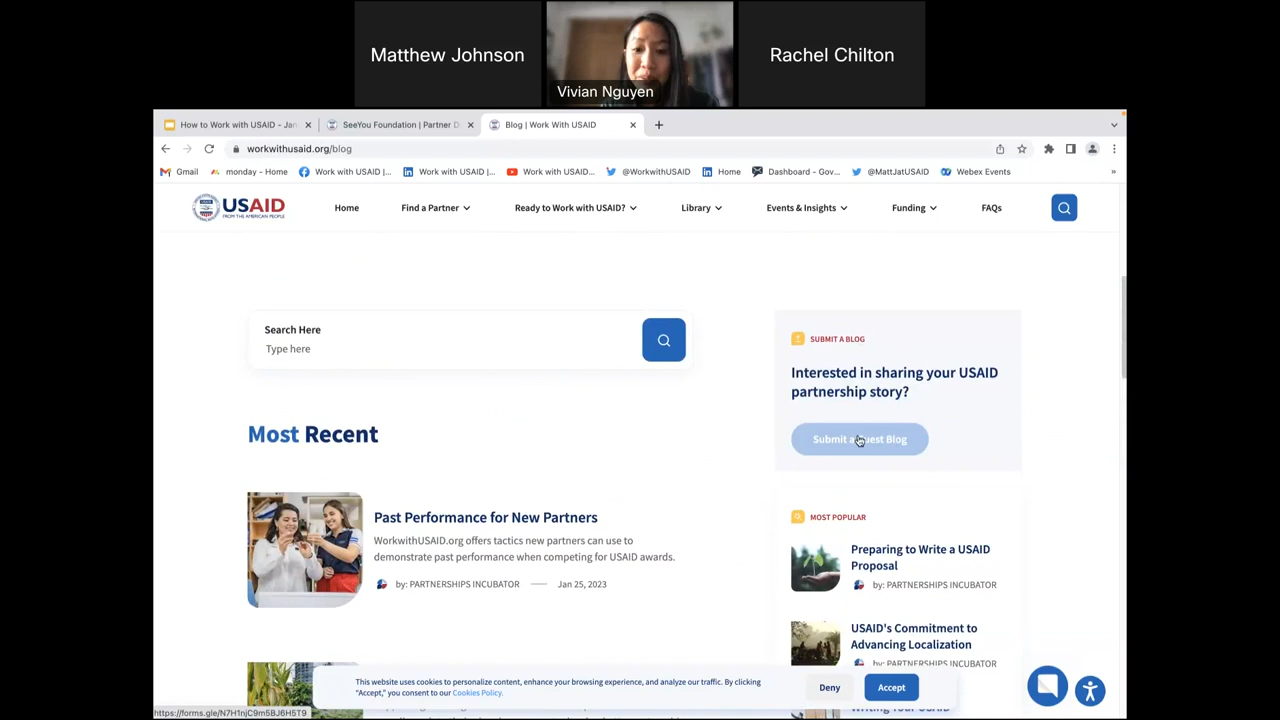 Matthew Johnson
Vivian Nguyen
Rachel Chilton
How to Work with USAID - Jan
SeeYou Foundation | Partner D
Blog | Work With USAID
workwithusaid.org/blog
Gmail
monday - Home
Work with USAID |...
Work with USAID |...
Work with USAID...
@WorkwithUSAID
Home
Dashboard - Gov...
@MattJatUSAID
Webex Events
»
USAID
FROM THE AMERICAN PEOPLE
Home
Find a Partner
Ready to Work with USAID?
Library
Events & Insights
Funding
FAQs
Search Here
Type here
SUBMIT A BLOG
Interested in sharing your USAID
partnership story?
Submit a Guest Blog
Most Recent
Past Performance for New Partners
WorkwithUSAID.org offers tactics new partners can use to
demonstrate past performance when competing for USAID awards.
by: PARTNERSHIPS INCUBATOR
Jan 25, 2023
MOST POPULAR
Preparing to Write a USAID
Proposal
by: PARTNERSHIPS INCUBATOR
USAID's Commitment to
Advancing Localization
by: PARTNERSHIPS INCUBATOR
This website uses cookies to personalize content, enhance your browsing experience, and analyze our traffic. By clicking
“Accept,” you consent to our Cookies Policy.
Deny
Accept
Writing Your USAID
https://forms.gle/N7H1njC9m5BJ6H5T9